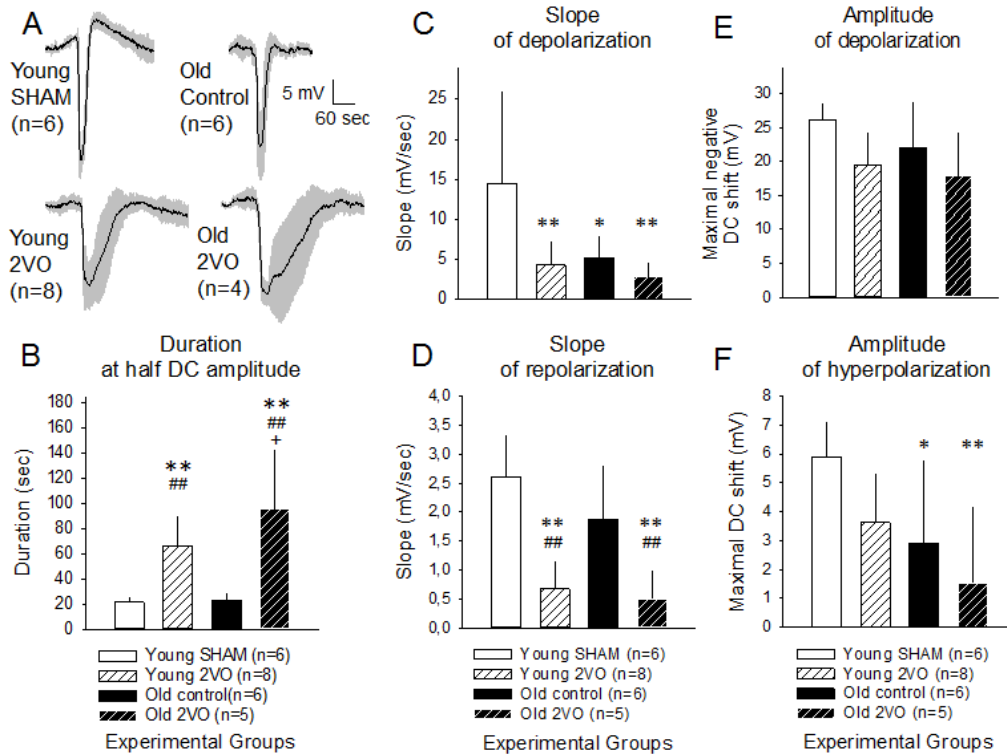 A
Young
SHAM
(n=6)
Old
Control
(n=6)
5 mV
60 sec
Young
2VO
(n=8)
Old
2VO
(n=4)
B
Duration
at half DC amplitude
Duration (sec)
180
160
140
120
100
80
60
40
20
0
**
##
**
##
+
Young SHAM (n=6)
Young 2VO (n=8)
Old control(n=6)
Old 2VO (n=5)
Experimental Groups
C
Slope
of depolarization
Slope (mV/sec)
25
20
15
10
5
0
**
*
**
D
Slope
of repolarization
Slope (mV/sec)
4,0
3,5
3,0
2,5
2,0
1,5
1,0
0,5
0,0
**
##
**
##
Young SHAM (n=6)
Young 2VO (n=8)
Old control (n=6)
Old 2VO (n=5)
Experimental Groups
E
Amplitude
of depolarization
Maximal negative
DC shift (mV)
30
25
20
15
10
5
0
F
Amplitude
of hyperpolarization
Maximal DC shift (mV)
8
7
6
5
4
3
2
1
0
*
**
Young SHAM (n=6)
Young 2VO (n=8)
Old control (n=6)
Old 2VO (n=5)
Experimental Groups